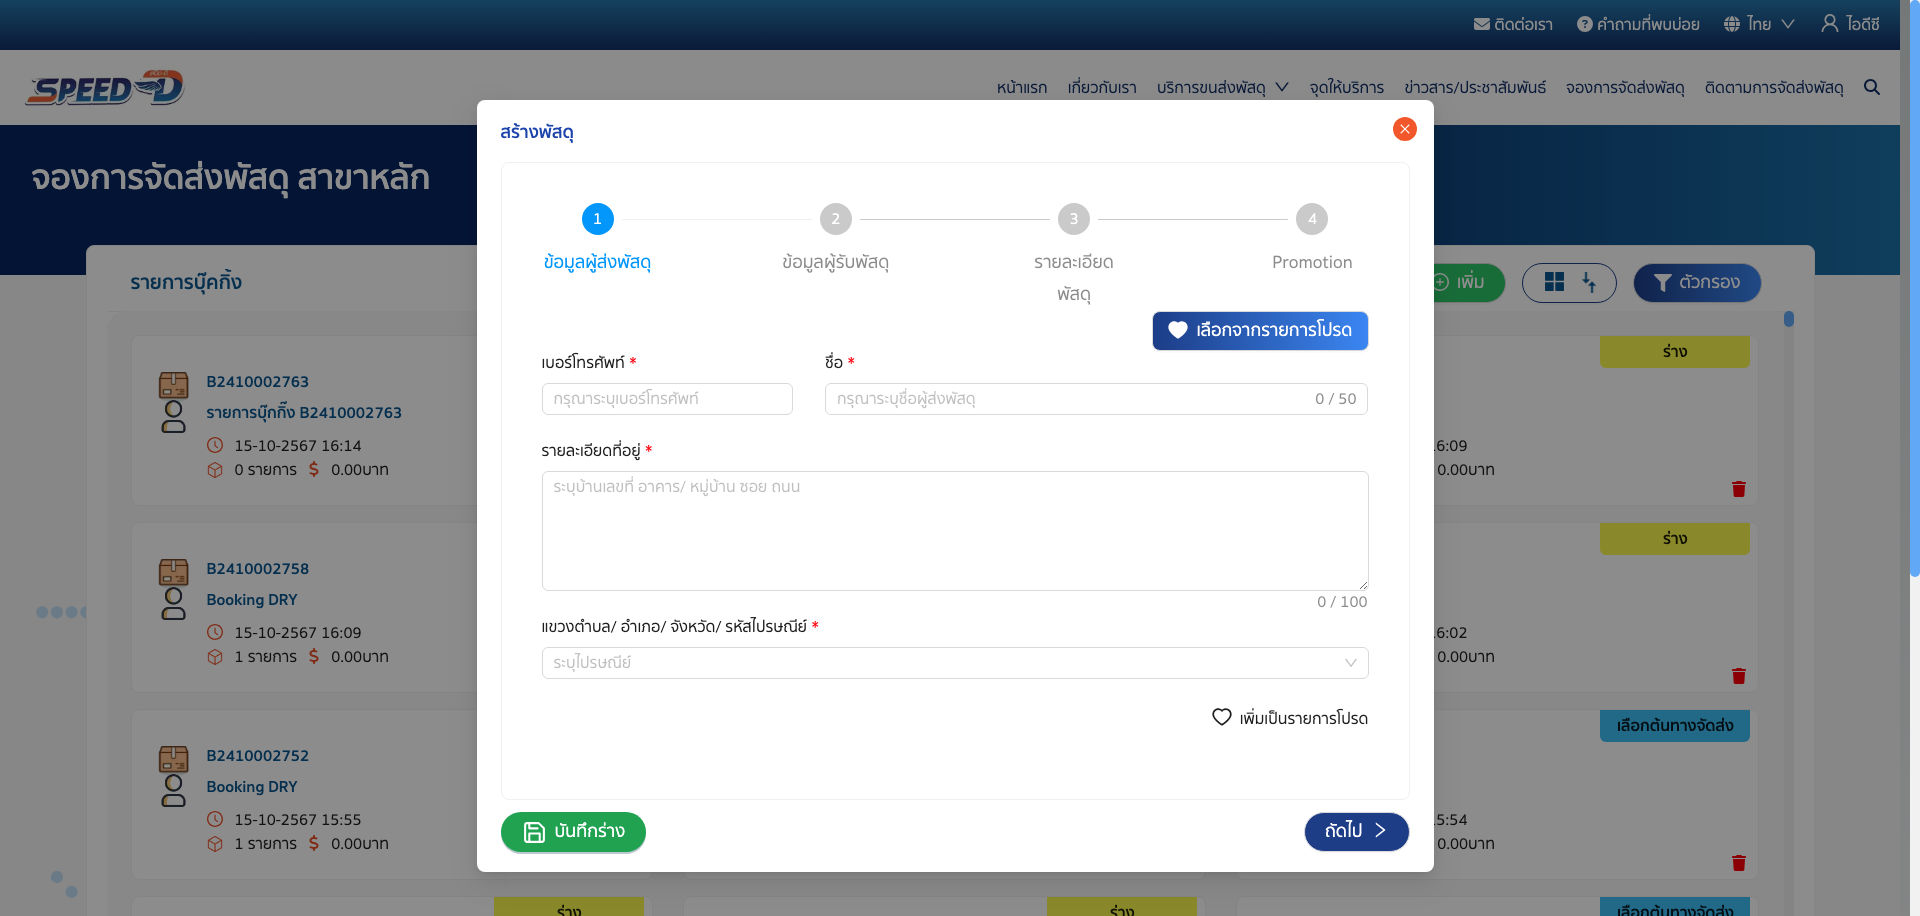 ติดต่อเรา คำถามที่พบบ่อย ไทย ไอดีซี
SPEED-D
หน้าแรก เกี่ยวกับเรา บริการขนส่งพัสดุ จุดให้บริการ ข่าวสาร/ประชาสัมพันธ์ จองการจัดส่งพัสดุ ติดตามการจัดส่งพัสดุ
จองการจัดส่งพัสดุ สาขาหลัก
รายการบุ๊คกิ้ง
เพิ่ม
ตัวกรอง
B2410002763
รายการบุ๊กกิ้ง B2410002763
15-10-2567 16:14
0 รายการ 0.00บาท
B2410002758
Booking DRY
15-10-2567 16:09
1 รายการ 0.00บาท
B2410002752
Booking DRY
15-10-2567 15:55
1 รายการ 0.00บาท
ร่าง
ร่าง
สร้างพัสดุ
1 2 3 4
ข้อมูลผู้ส่งพัสดุ ข้อมูลผู้รับพัสดุ รายละเอียด Promotion
พัสดุ
เลือกจากรายการโปรด
เบอร์โทรศัพท์ * ชื่อ *
กรุณาระบุเบอร์โทรศัพท์ กรุณาระบุชื่อผู้ส่งพัสดุ 0 / 50
รายละเอียดที่อยู่ *
ระบุบ้านเลขที่ อาคาร/ หมู่บ้าน ซอย ถนน
0 / 100
แขวงตำบล/ อำเภอ/ จังหวัด/ รหัสไปรษณีย์ *
ระบุไปรษณีย์
เพิ่มเป็นรายการโปรด
บันทึกร่าง ถัดไป
ร่าง
16:09
0.00บาท
ร่าง
16:02
0.00บาท
เลือกต้นทางจัดส่ง
15:54
0.00บาท
เลือกต้นทางจัดส่ง